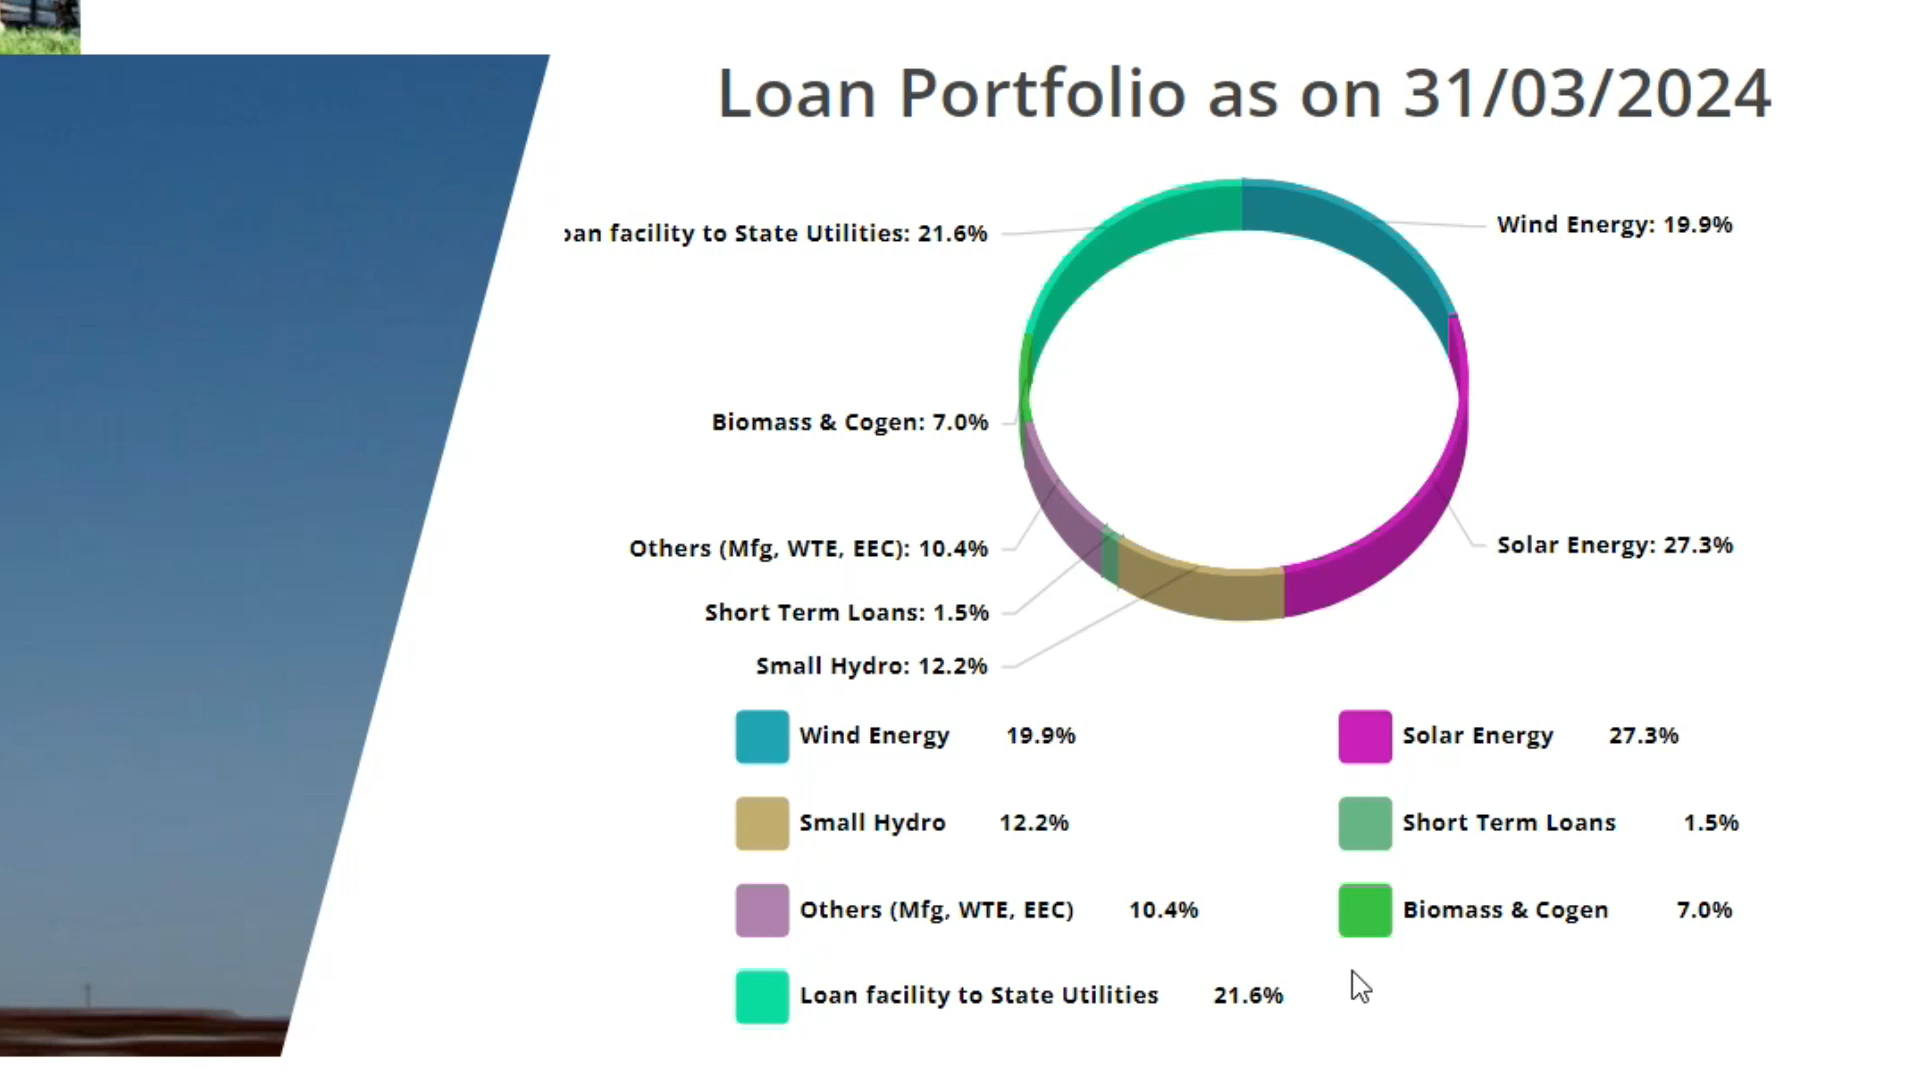 Loan Portfolio as on 31/03/2024
oan facility to State Utilities: 21.6%
Wind Energy: 19.9%
Biomass & Cogen: 7.0%
Others (Mfg, WTE, EEC): 10.4%
Solar Energy: 27.3%
Short Term Loans: 1.5%
Small Hydro: 12.2%
Wind Energy 19.9%
Solar Energy 27.3%
Small Hydro 12.2%
Short Term Loans 1.5%
Others (Mfg, WTE, EEC) 10.4%
Biomass & Cogen 7.0%
Loan facility to State Utilities 21.6%